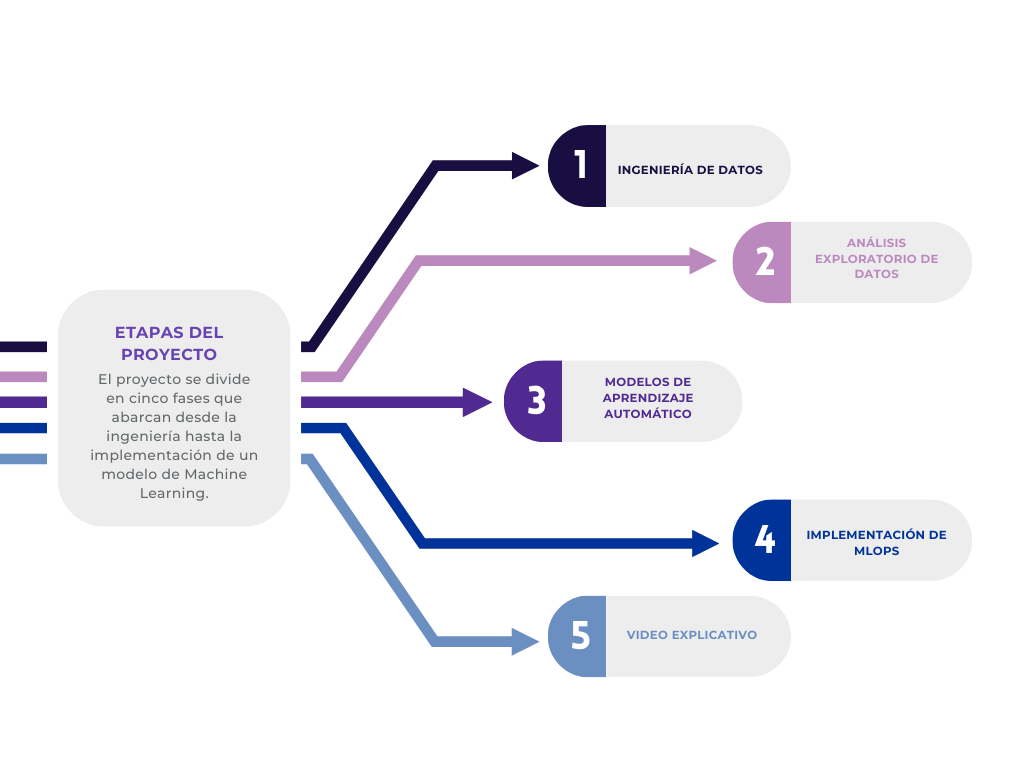 ETAPAS DEL
PROYECTO
El proyecto se divide
en cinco fases que
abarcan desde la
ingeniería hasta la
implementación de un
modelo de Machine
Learning.
1
INGENIERÍA DE DATOS
2
ANÁLISIS
EXPLORATORIO DE
DATOS
3
MODELOS DE
APRENDIZAJE
AUTOMÁTICO
4
IMPLEMENTACIÓN DE
MLOPS
5
VIDEO EXPLICATIVO